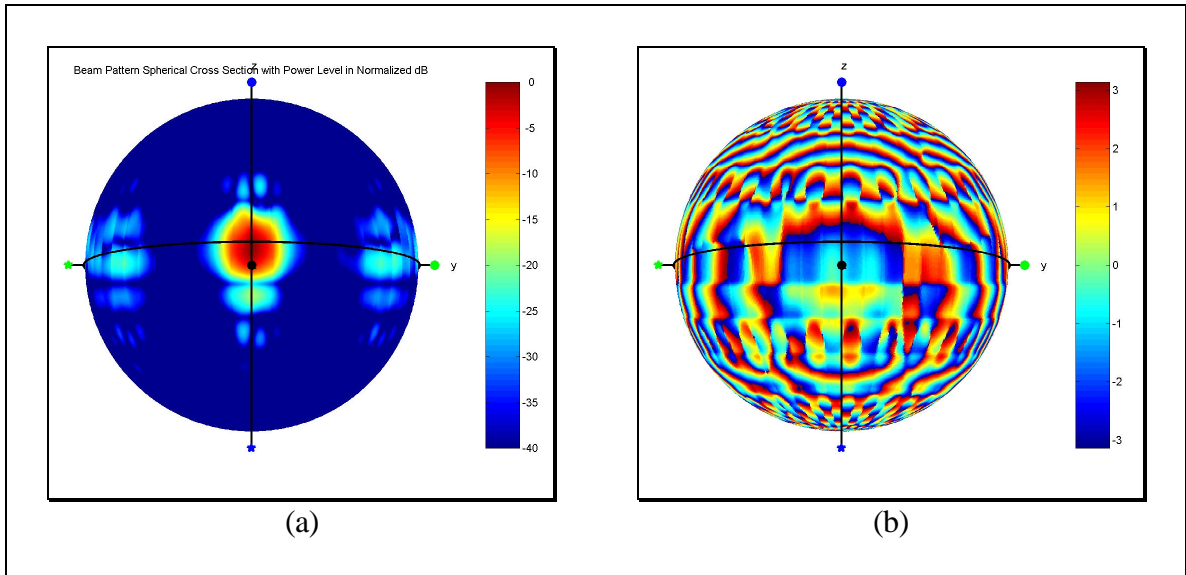 Beam Pattern Spherical Cross Section with Power Level in Normalized dB
z
y
0
-5
-10
-15
-20
-25
-30
-35
-40
(a)
z
y
3
2
1
0
-1
-2
-3
(b)